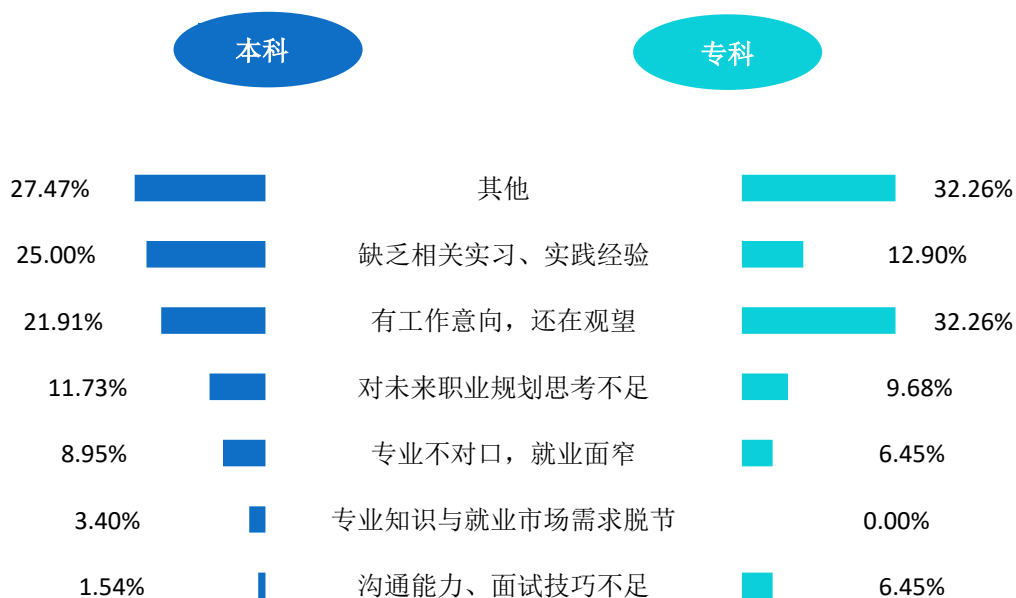 本科 专科
27.47% 其他 32.26%
25.00% 缺乏相关实习、实践经验 12.90%
21.91% 有工作意向，还在观望 32.26%
11.73% 对未来职业规划思考不足 9.68%
8.95% 专业不对口，就业面窄 6.45%
3.40% 专业知识与就业市场需求脱节 0.00%
1.54% 沟通能力、面试技巧不足 6.45%